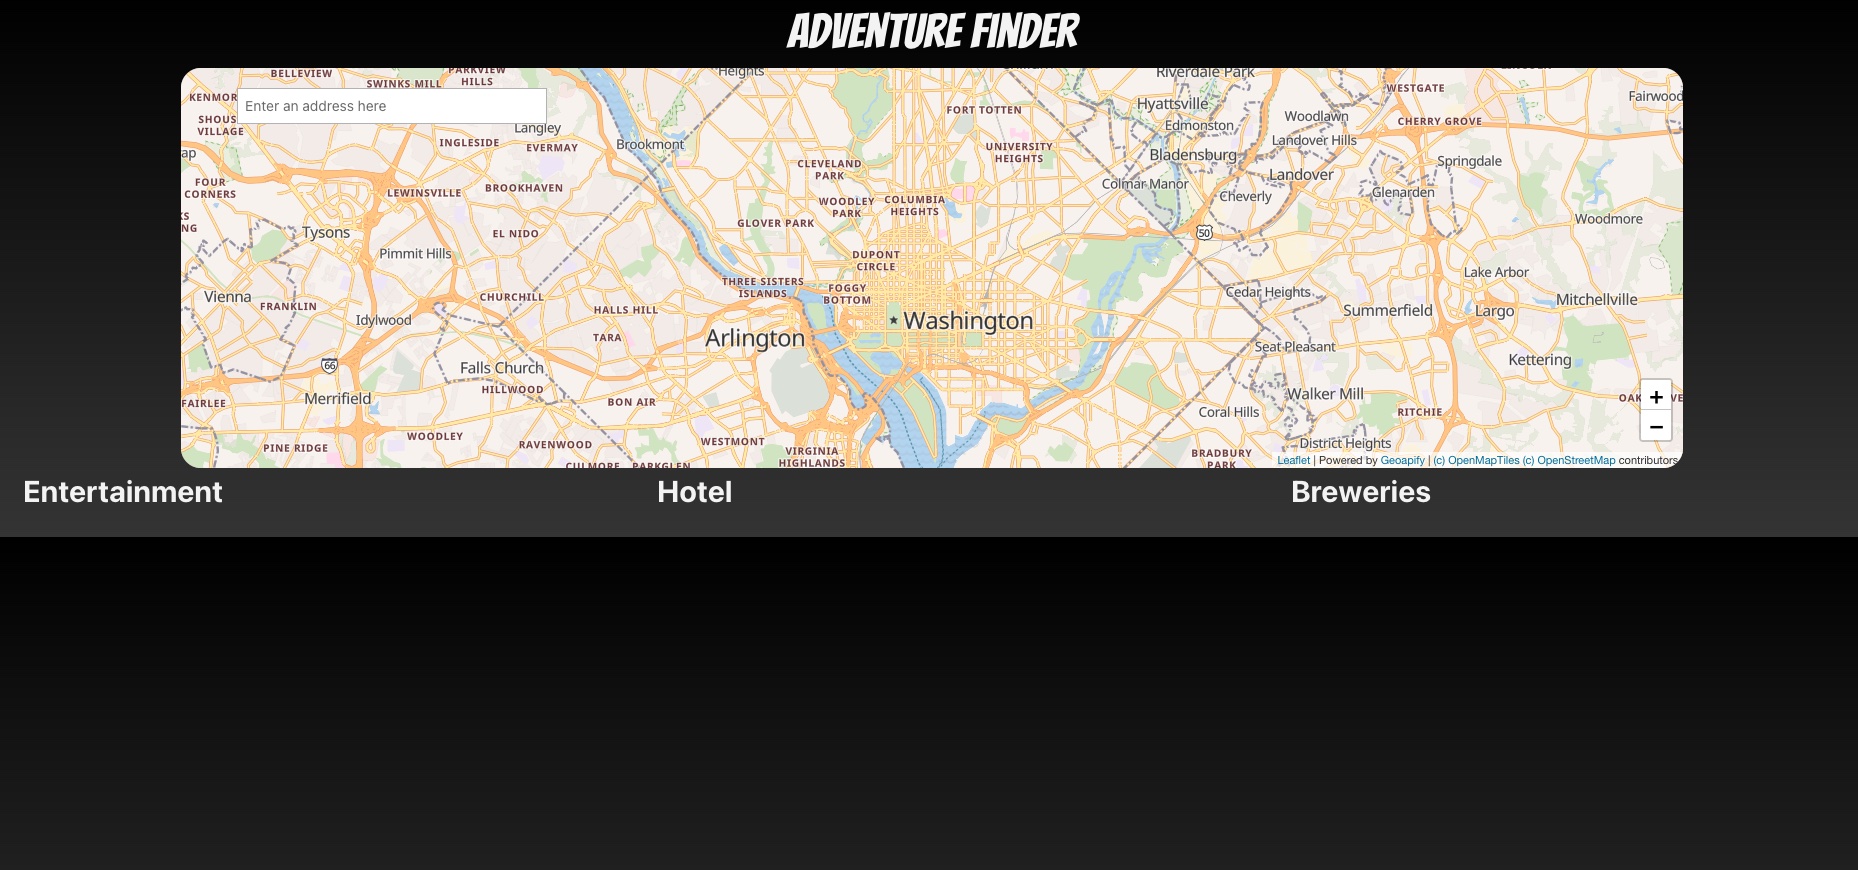 ADVENTURE FINDER
BELLEVIEW
SWINKS MILL
PARKVIEW
HILLS
Heights
Riverdale Park
WESTGATE
Fairwood
Enter an address here
Hyattsville
FORT TOTTEN
Woodlawn
CHERRY GROVE
SHOUS
VILLAGE
Langley
Edmonston
INGLESIDE
EVERMAY
Brookmont
UNIVERSITY
HEIGHTS
Landover Hills
Bladensburg
Springdale
CLEVELAND
PARK
Landover
FOUR
CORNERS
LEWINSVILLE
BROOKHAVEN
Colmar Manor
Cheverly
Glenarden
WOODLEY
PARK
COLUMBIA
HEIGHTS
GLOVER PARK
Woodmore
Tysons
EL NIDO
50
Pimmit Hills
DUPONT
CIRCLE
Lake Arbor
THREE SISTERS
ISLANDS
FOGGY
BOTTOM
Vienna
FRANKLIN
CHURCHILL
HALLS HILL
Cedar Heights
Mitchellville
Summerfield
Largo
Idylwood
Washington
TARA
Arlington
Seat Pleasant
Kettering
66
Falls Church
HILLWOOD
Merrifield
BON AIR
Walker Mill
+
FAIRLEE
Coral Hills
RITCHIE
−
WOODLEY
RAVENWOOD
WESTMONT
District Heights
PINE RIDGE
VIRGINIA
HIGHLANDS
BRADBURY
PARK
CULMORE
PARKGLEN
Leaflet | Powered by Geoapify | (c) OpenMapTiles (c) OpenStreetMap contributors
Entertainment
Hotel
Breweries